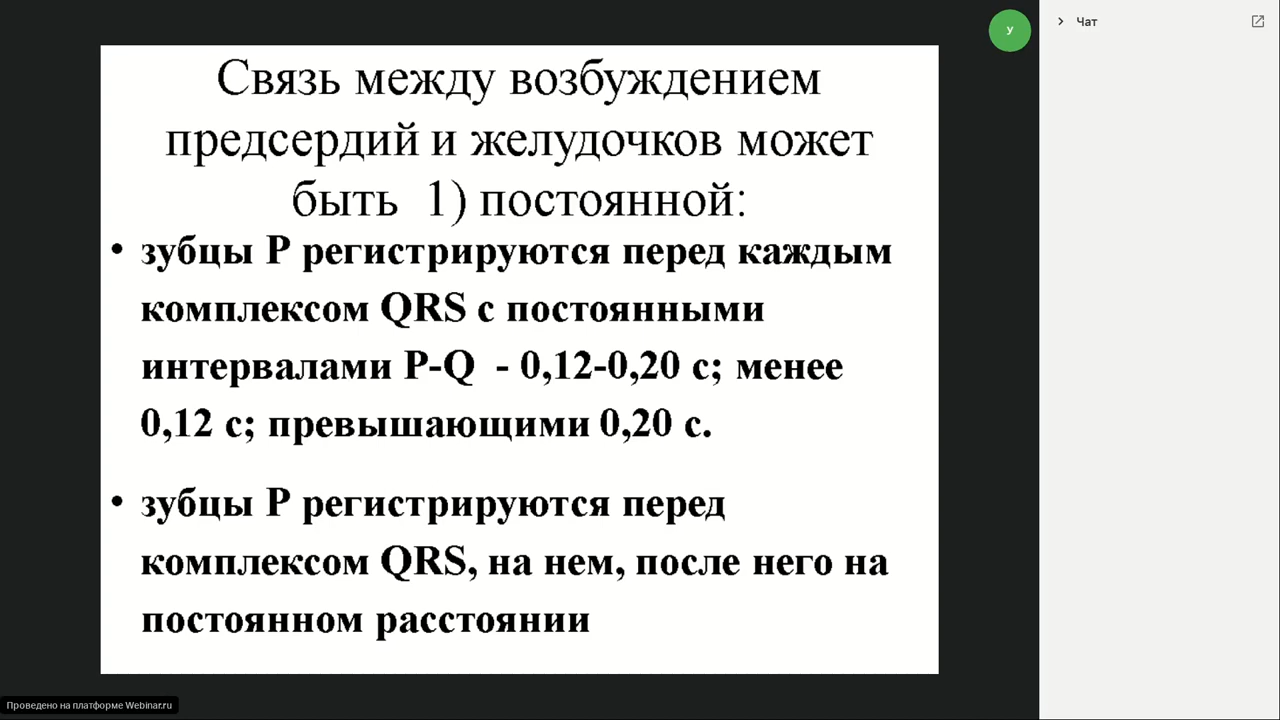 Связь между возбуждением
предсердий и желудочков может
быть 1) постоянной:
• зубцы Р регистрируются перед каждым
комплексом QRS с постоянными
интервалами P-Q - 0,12-0,20 с; менее
0,12 с; превышающими 0,20 с.
• зубцы Р регистрируются перед
комплексом QRS, на нем, после него на
постоянном расстоянии
У
Чат
Проведено на платформе Webinar.ru